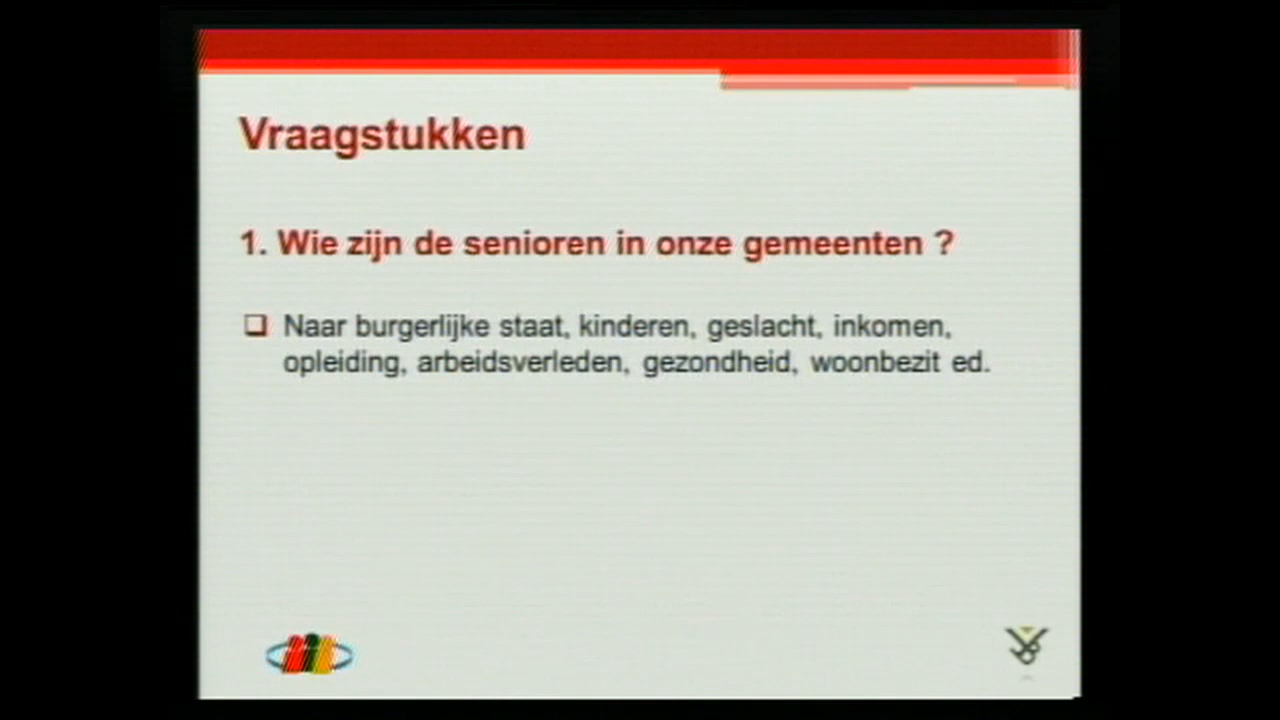 Vraagstukken
1. Wie zijn de senioren in onze gemeenten ?
Naar burgerlijke staat, kinderen, geslacht, inkomen,
opleiding, arbeidsverleden, gezondheid, woonbezit ed.